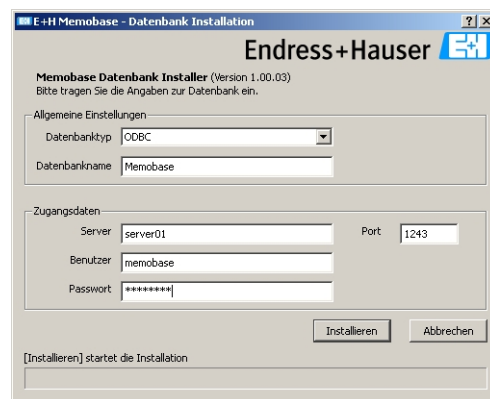 E+H Memobase - Datenbank Installation
Endress+Hauser EH
Memobase Datenbank Installer (Version 1.00.03)
Bitte tragen Sie die Angaben zur Datenbank ein.
Allgemeine Einstellungen
Datenbanktyp ODBC
Datenbankname Memobase
Zugangsdaten
Server server01 Port 1243
Benutzer memobase
Passwort ********
Installieren Abbrechen
[Installieren] startet die Installation